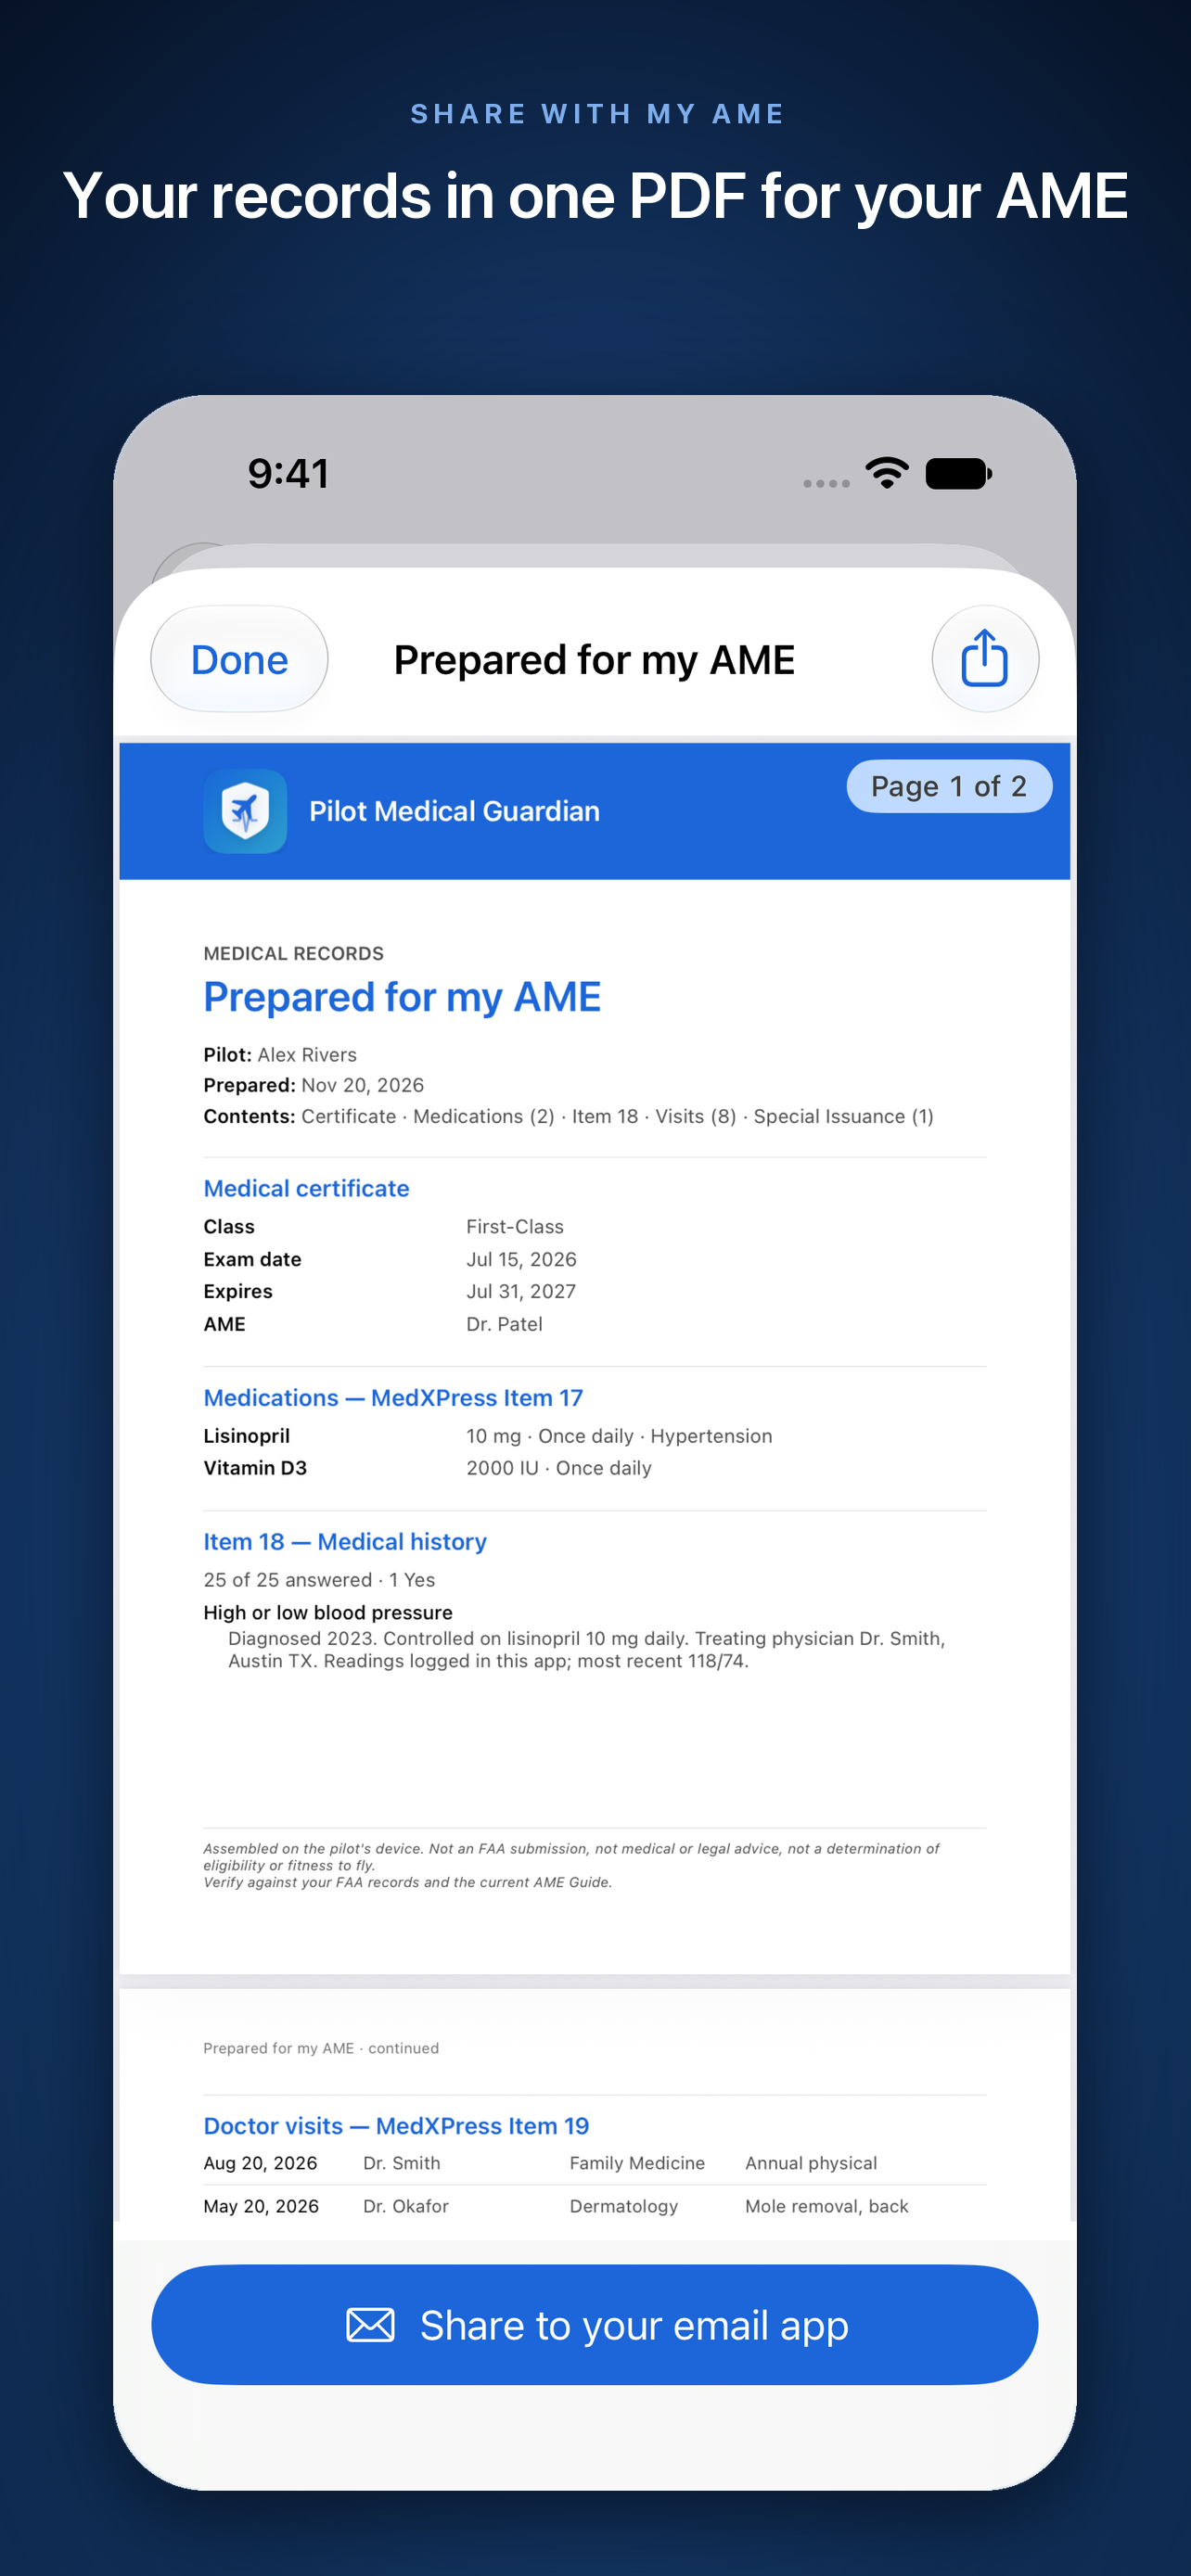 SHARE WITH MY AME
Your records in one PDF for your AME
9:41
Done
Prepared for my AME
Pilot Medical Guardian
Page 1 of 2
MEDICAL RECORDS
Prepared for my AME
Pilot: Alex Rivers
Prepared: Nov 20, 2026
Contents: Certificate · Medications (2) · Item 18 · Visits (8) · Special Issuance (1)
Medical certificate
Class First-Class
Exam date Jul 15, 2026
Expires Jul 31, 2027
AME Dr. Patel
Medications — MedXPress Item 17
Lisinopril 10 mg · Once daily · Hypertension
Vitamin D3 2000 IU · Once daily
Item 18 — Medical history
25 of 25 answered · 1 Yes
High or low blood pressure
Diagnosed 2023. Controlled on lisinopril 10 mg daily. Treating physician Dr. Smith,
Austin TX. Readings logged in this app; most recent 118/74.
Assembled on the pilot's device. Not an FAA submission, not medical or legal advice, not a determination of
eligibility or fitness to fly.
Verify against your FAA records and the current AME Guide.
Prepared for my AME · continued
Doctor visits — MedXPress Item 19
Aug 20, 2026 Dr. Smith Family Medicine Annual physical
May 20, 2026 Dr. Okafor Dermatology Mole removal, back
Share to your email app